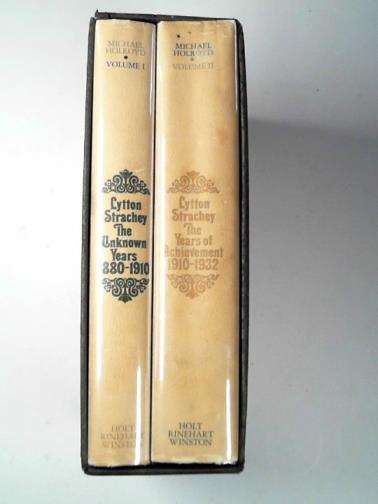 MICHAEL
HOLROYD
VOLUME I
Lytton
Strachey
The
Unknown
Years
1880-1910
HOLT
RINEHART
WINSTON
MICHAEL
HOLROYD
VOLUME II
Lytton
Strachey
The
Years of
Achievement
1910-1932
HOLT
RINEHART
WINSTON